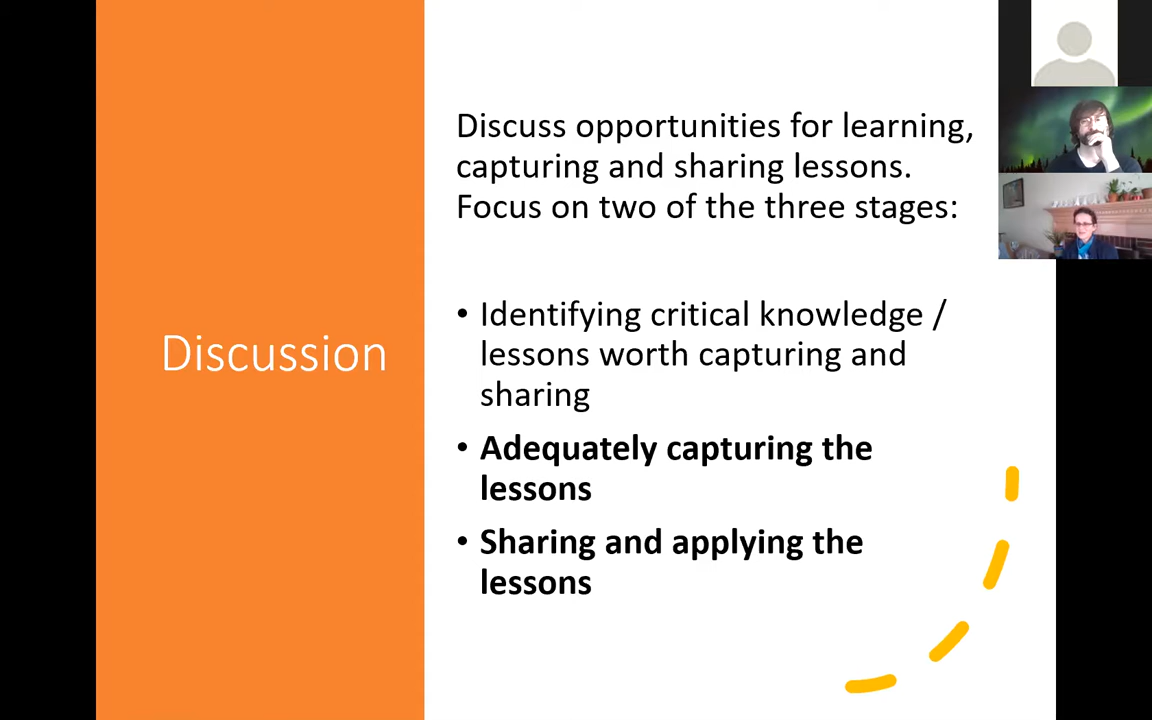 Discussion
Discuss opportunities for learning,
capturing and sharing lessons.
Focus on two of the three stages:
• Identifying critical knowledge /
lessons worth capturing and
sharing
• Adequately capturing the
lessons
• Sharing and applying the
lessons